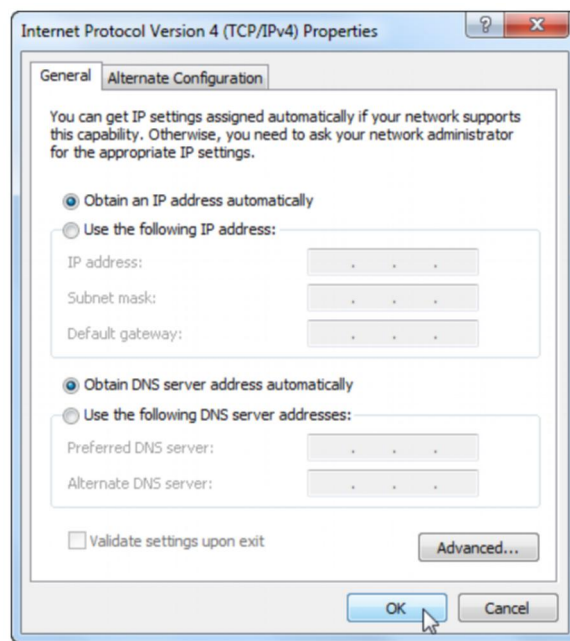 Internet Protocol Version 4 (TCP/IPv4) Properties
General
Alternate Configuration
You can get IP settings assigned automatically if your network supports
this capability. Otherwise, you need to ask your network administrator
for the appropriate IP settings.
Obtain an IP address automatically
Use the following IP address:
IP address:
Subnet mask:
Default gateway:
Obtain DNS server address automatically
Use the following DNS server addresses:
Preferred DNS server:
Alternate DNS server:
Validate settings upon exit
Advanced...
OK
Cancel